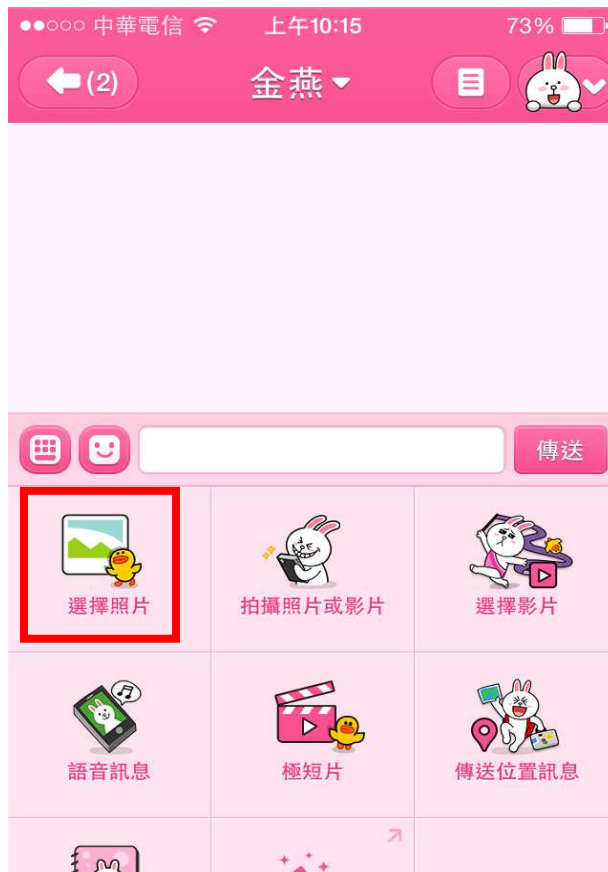 中華電信 上午10:15 73%
(2) 金燕
傳送
選擇照片 拍攝照片或影片 選擇影片
語音訊息 極短片 傳送位置訊息